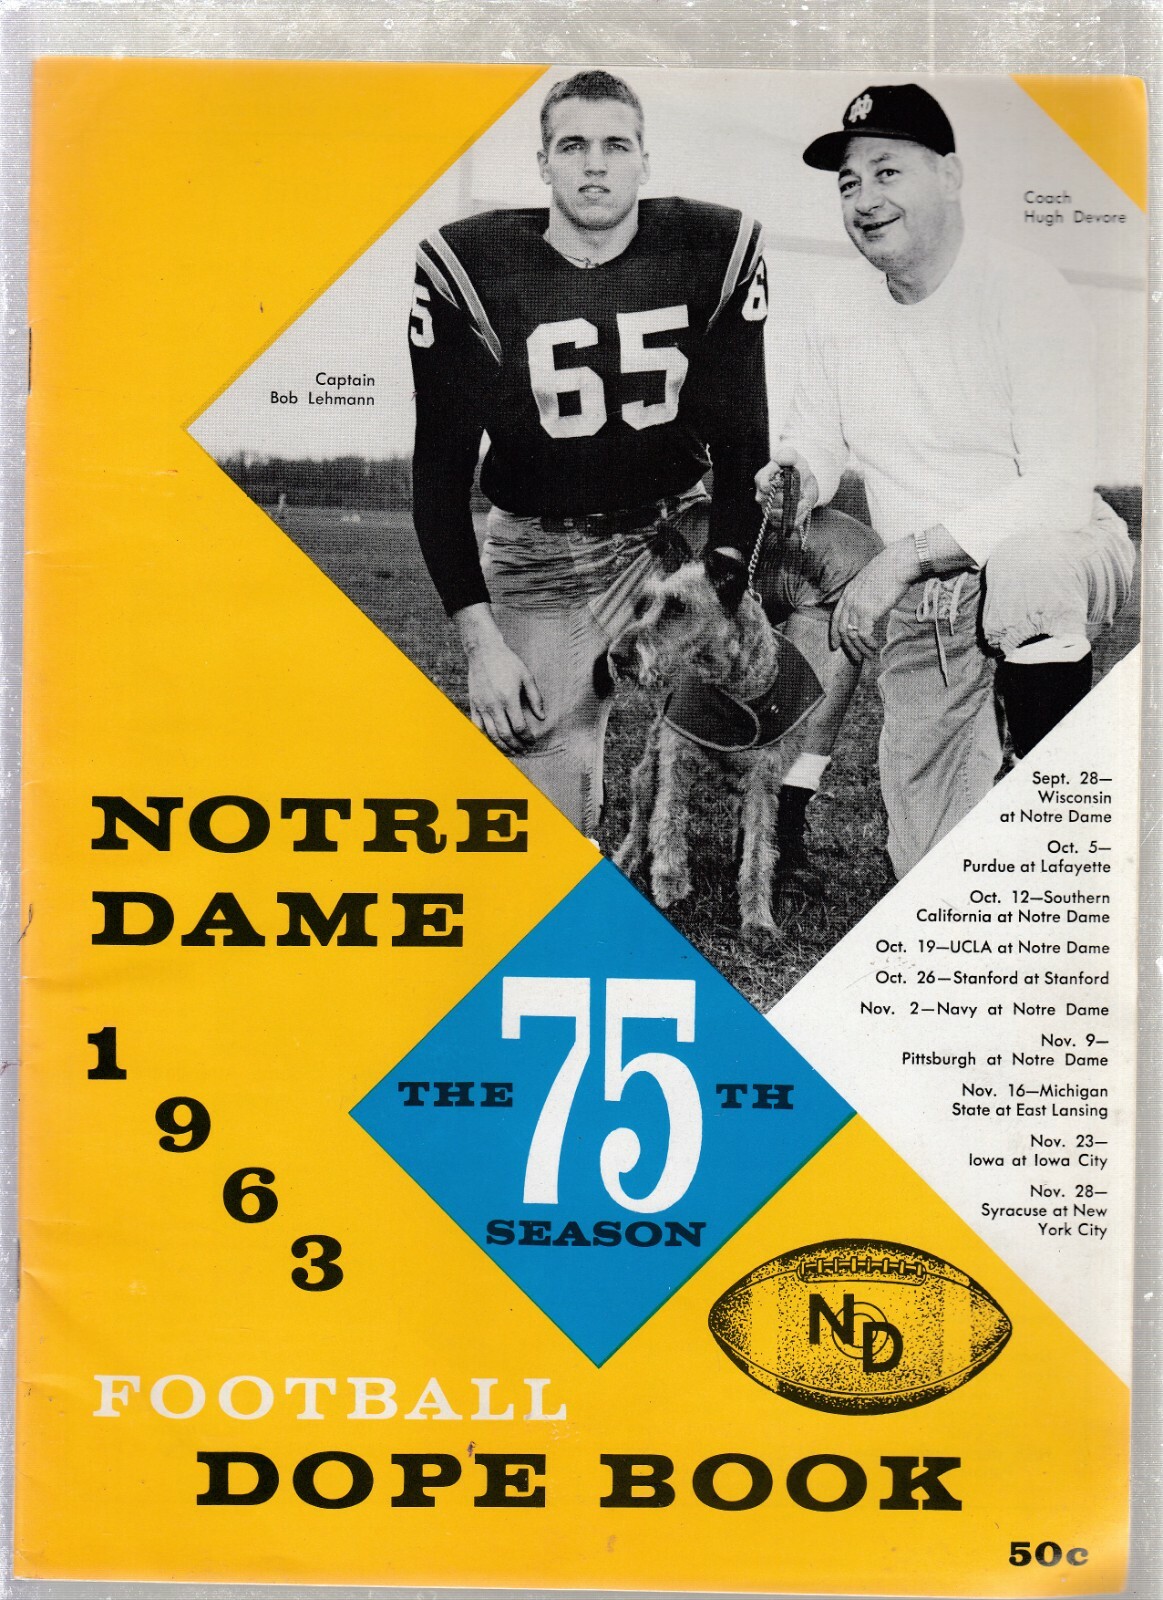 Coach
Hugh Devore
Captain
Bob Lehmann
65
5
6
Sept. 28—
Wisconsin
at Notre Dame
Oct. 5—
Purdue at Lafayette
Oct. 12—Southern
California at Notre Dame
Oct. 19—UCLA at Notre Dame
Oct. 26—Stanford at Stanford
Nov. 2—Navy at Notre Dame
Nov. 9—
Pittsburgh at Notre Dame
Nov. 16—Michigan
State at East Lansing
Nov. 23—
Iowa at Iowa City
Nov. 28—
Syracuse at New
York City
NOTRE
DAME
1
9
6
3
THE 75TH
SEASON
ND
FOOTBALL
DOPE BOOK
50c